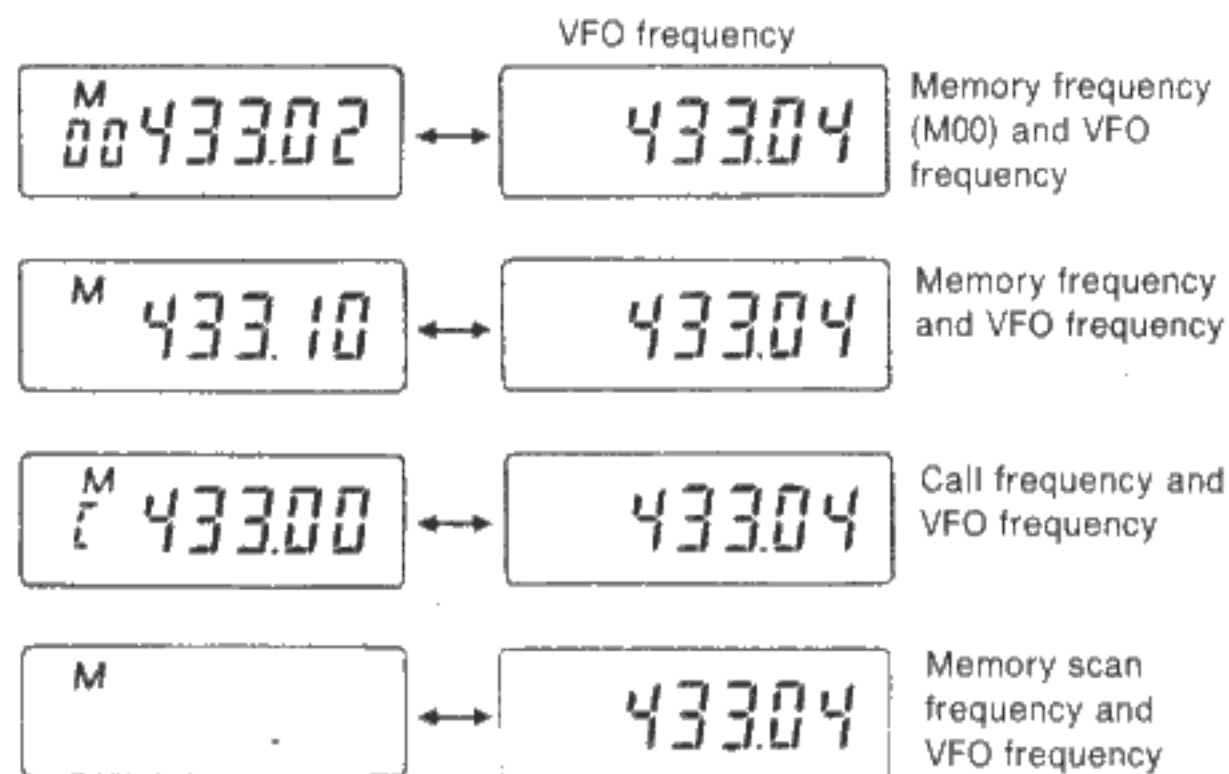 VFO frequency
M
00 433.02
433.04
Memory frequency
(M00) and VFO
frequency
M
433.10
433.04
Memory frequency
and VFO frequency
M
C 433.00
433.04
Call frequency and
VFO frequency
M
433.04
Memory scan
frequency and
VFO frequency